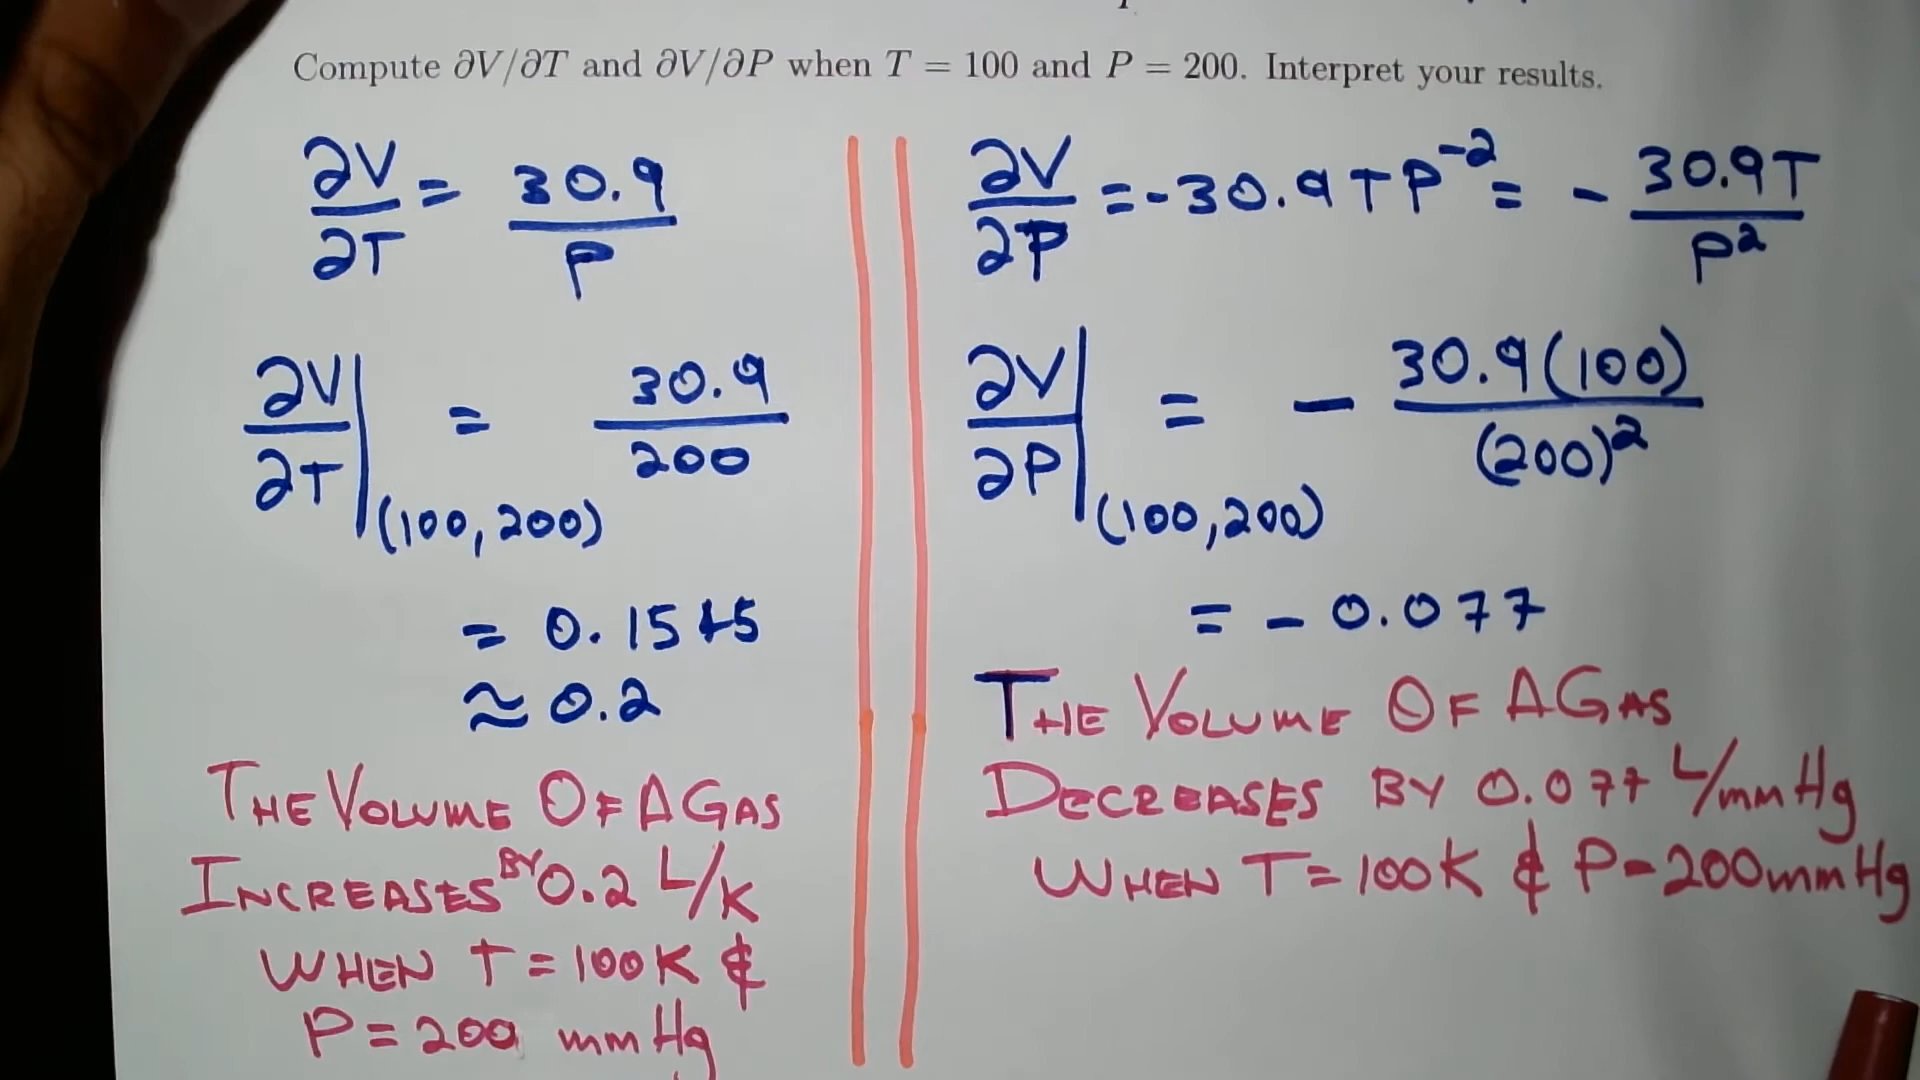 Compute ∂V/∂T and ∂V/∂P when T = 100 and P = 200. Interpret your results.
∂V/∂T = 30.9/P
∂V/∂T|(100,200) = 30.9/200
= 0.1545
≈ 0.2
THE VOLUME OF A GAS
INCREASES BY 0.2 L/K
WHEN T = 100K &
P = 200 mmHg
∂V/∂P = -30.9TP⁻² = - 30.9T/P²
∂V/∂P|(100,200) = - 30.9(100)/(200)²
= - 0.077
THE VOLUME OF A GAS
DECREASES BY 0.077 L/mmHg
WHEN T = 100K & P = 200mmHg